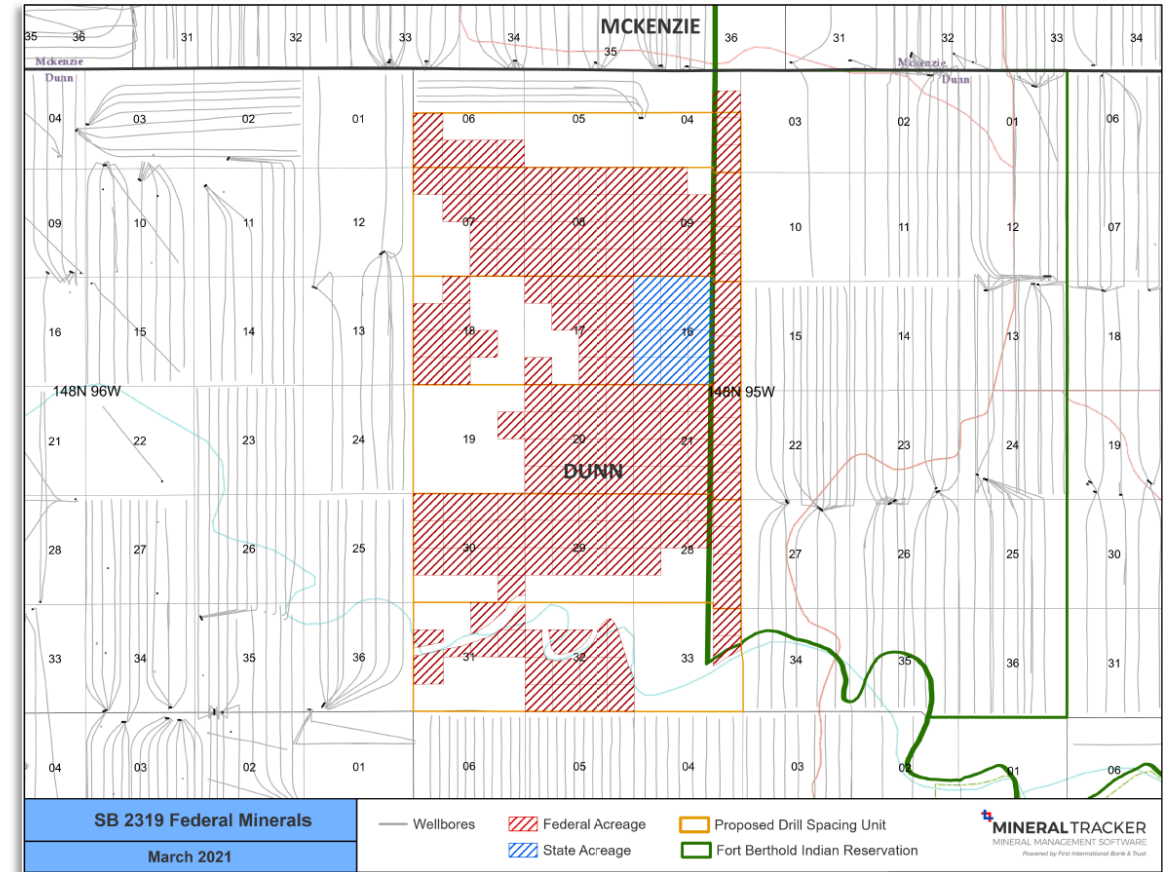 MCKENZIE
35 36 31 32 33 35 36 31 32 33 34
Mckenzie
Dunn
Mckenzie
Dunn
04 03 02 01 06 05 04 03 02 01 06
09 10 11 12 07 08 09 10 11 12 07
16 15 14 13 18 17 16 15 14 13 18
148N 96W
148N 95W
21 22 23 24 19 20 21 22 23 24 19
DUNN
28 27 26 25 30 29 28 27 26 25 30
33 34 35 36 31 32 33 34 35 36 31
04 03 02 01 06 05 04 03 02 01 06
SB 2319 Federal Minerals
March 2021
Wellbores
Federal Acreage
State Acreage
Proposed Drill Spacing Unit
Fort Berthold Indian Reservation
MINERALTRACKER
MINERAL MANAGEMENT SOFTWARE
Powered by First International Bank & Trust